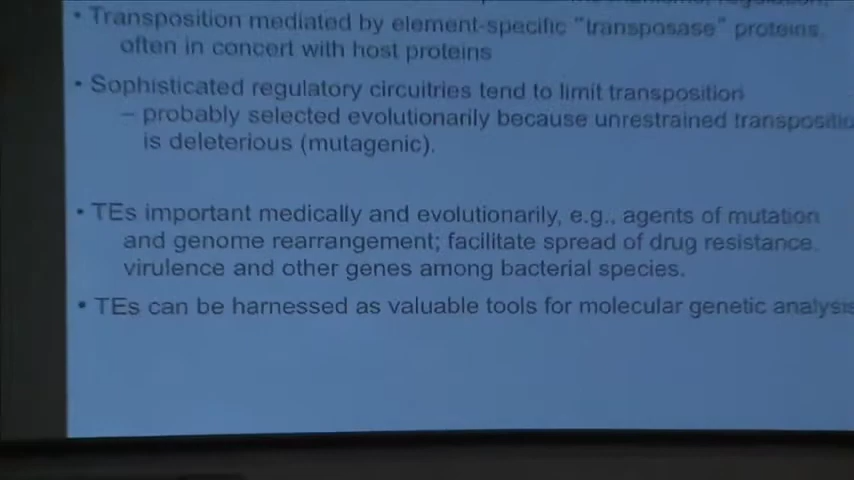 • Transposition mediated by element-specific "transposase" proteins,
often in concert with host proteins
• Sophisticated regulatory circuitries tend to limit transposition
– probably selected evolutionarily because unrestrained transpositio
is deleterious (mutagenic).
• TEs important medically and evolutionarily, e.g., agents of mutation
and genome rearrangement; facilitate spread of drug resistance,
virulence and other genes among bacterial species.
• TEs can be harnessed as valuable tools for molecular genetic analysis